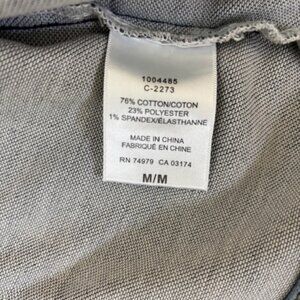 1004485
C-2273
76% COTTON/COTON
23% POLYESTER
1% SPANDEX/ÉLASTHANNE
MADE IN CHINA
FABRIQUÉ EN CHINE
RN 74979 CA 03174
M/M